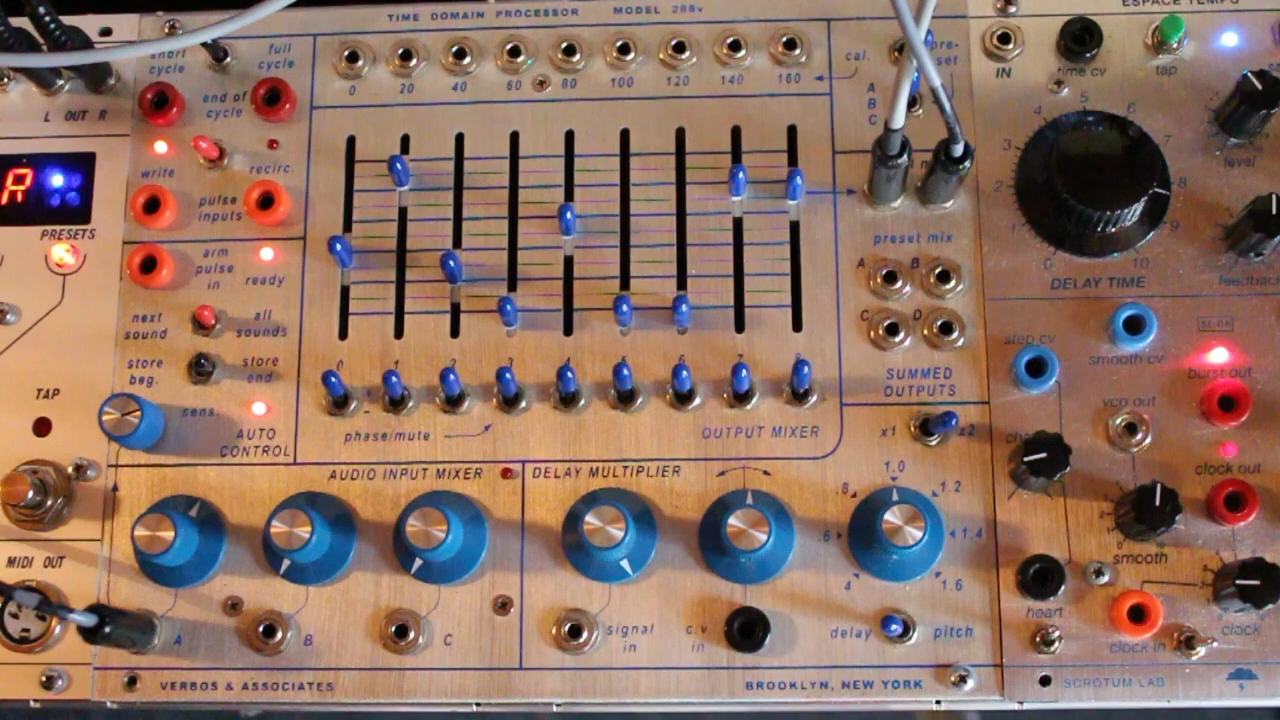 TIME DOMAIN PROCESSOR MODEL 288v
ESPACE TEMPS
short cycle
full cycle
end of cycle
write
recirc.
pulse inputs
arm pulse in
ready
next sound
all sounds
store beg.
store end
sens.
AUTO CONTROL
L OUT R
R
PRESETS
TAP
MIDI OUT
0 20 40 60 80 100 120 140 160
cal.
pre-set
A
B
C
0 1 2 3 4 5 6 7 8
phase/mute
OUTPUT MIXER
preset mix
A B
C D
SUMMED OUTPUTS
x1 x2
AUDIO INPUT MIXER
DELAY MULTIPLIER
A
B
C
signal in
c.v in
.4 .6 .8 1.0 1.2 1.4 1.6
delay pitch
VERBOS & ASSOCIATES
BROOKLYN, NEW YORK
IN
time cv
tap
level
0 1 2 3 4 5 6 7 8 9 10
DELAY TIME
feedback
step cv
smooth cv
burst out
vco out
clock out
smooth
heart
clock in
clock
SCROTUM LAB